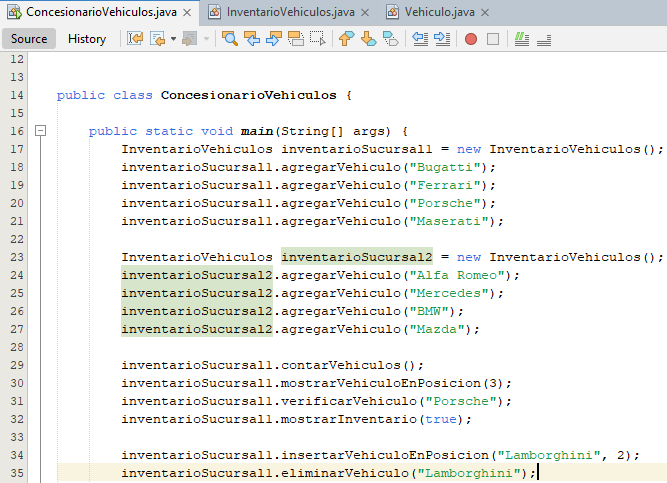 ConcesionarioVehiculos.java InventarioVehiculos.java Vehiculo.java
Source History
12
13
14 public class ConcesionarioVehiculos {
15
16 public static void main(String[] args) {
17 InventarioVehiculos inventarioSucursal1 = new InventarioVehiculos();
18 inventarioSucursal1.agregarVehiculo("Bugatti");
19 inventarioSucursal1.agregarVehiculo("Ferrari");
20 inventarioSucursal1.agregarVehiculo("Porsche");
21 inventarioSucursal1.agregarVehiculo("Maserati");
22
23 InventarioVehiculos inventarioSucursal2 = new InventarioVehiculos();
24 inventarioSucursal2.agregarVehiculo("Alfa Romeo");
25 inventarioSucursal2.agregarVehiculo("Mercedes");
26 inventarioSucursal2.agregarVehiculo("BMW");
27 inventarioSucursal2.agregarVehiculo("Mazda");
28
29 inventarioSucursal1.contarVehiculos();
30 inventarioSucursal1.mostrarVehiculoEnPosicion(3);
31 inventarioSucursal1.verificarVehiculo("Porsche");
32 inventarioSucursal1.mostrarInventario(true);
33
34 inventarioSucursal1.insertarVehiculoEnPosicion("Lamborghini", 2);
35 inventarioSucursal1.eliminarVehiculo("Lamborghini");